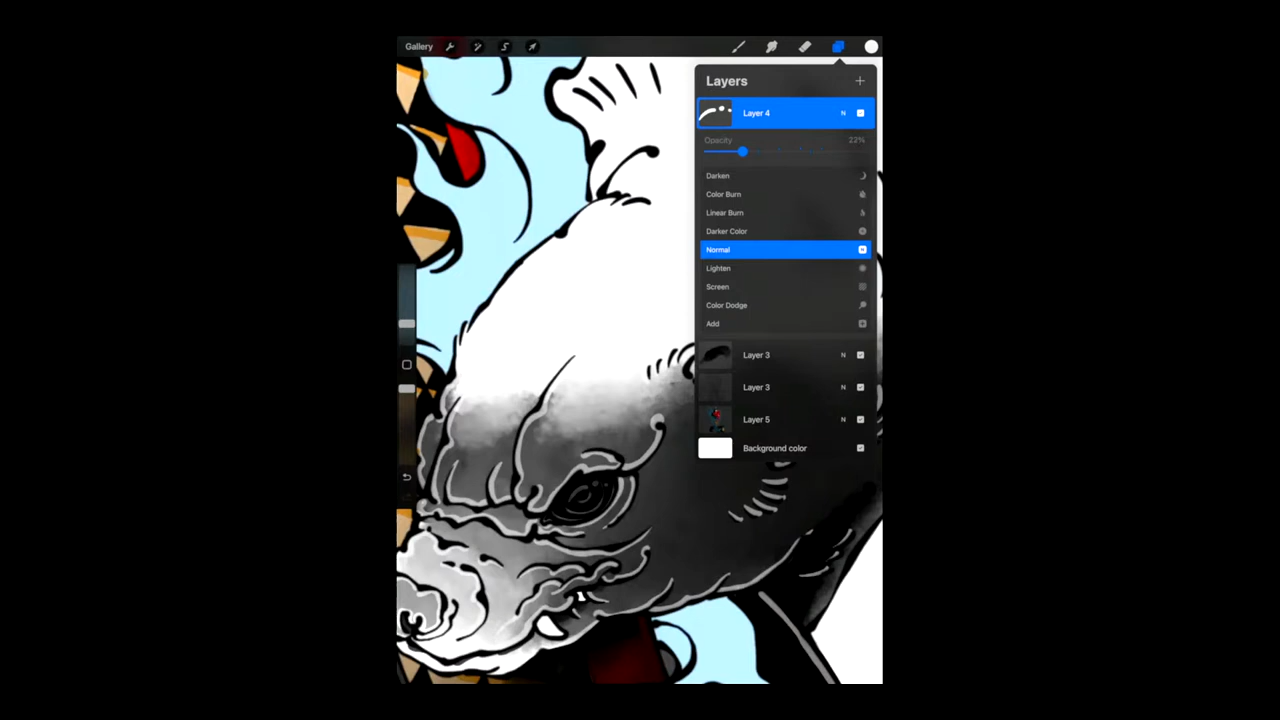 Gallery
Layers
Layer 4 N
Opacity 22%
Darken
Color Burn
Linear Burn
Darker Color
Normal
Lighten
Screen
Color Dodge
Add
Layer 3 N
Layer 3 N
Layer 5 N
Background color